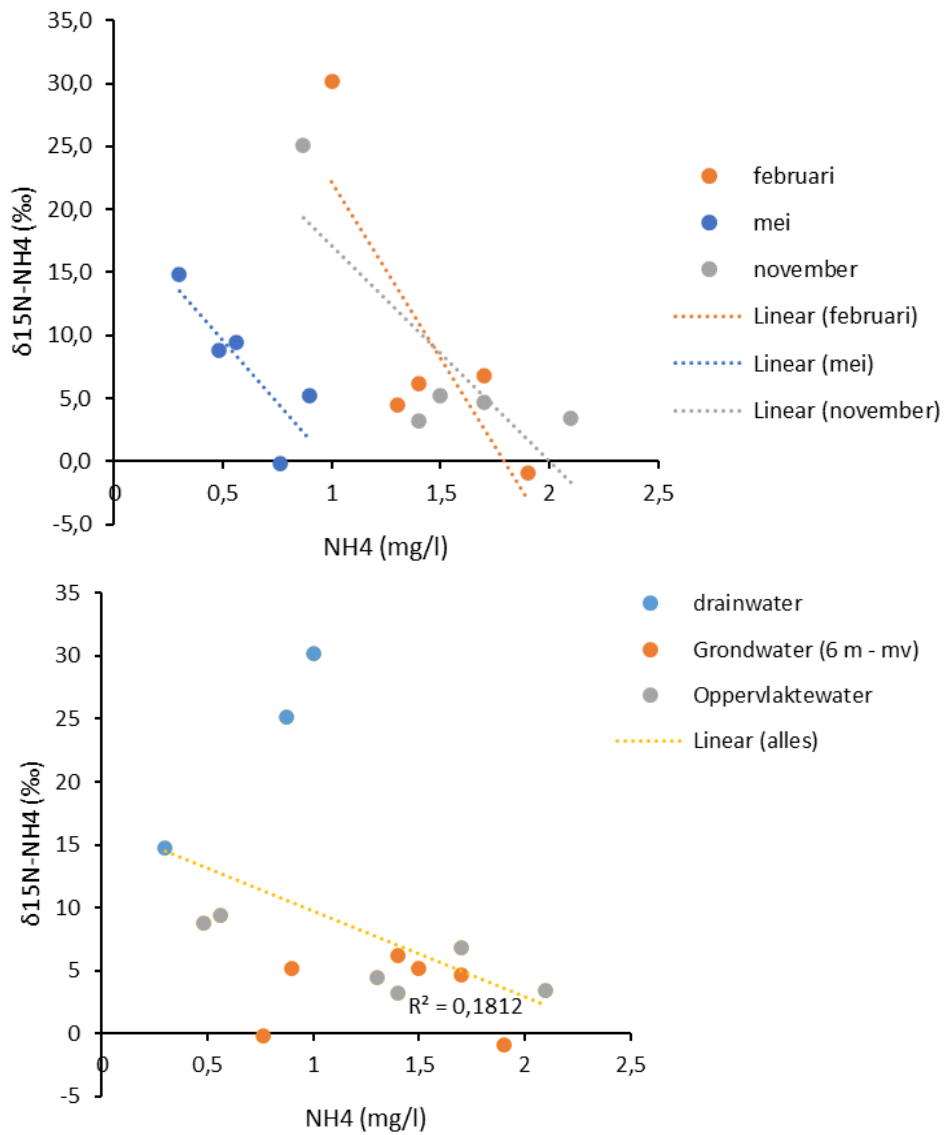 35,0
30,0
25,0
20,0
15,0
10,0
5,0
0,0
-5,0
δ15N-NH4 (‰)
0
0,5
1
1,5
2
2,5
NH4 (mg/l)
februari
mei
november
Linear (februari)
Linear (mei)
Linear (november)
35
30
25
20
15
10
5
0
-5
δ15N-NH4 (‰)
0
0,5
1
1,5
2
2,5
NH4 (mg/l)
R² = 0,1812
drainwater
Grondwater (6 m - mv)
Oppervlaktewater
Linear (alles)